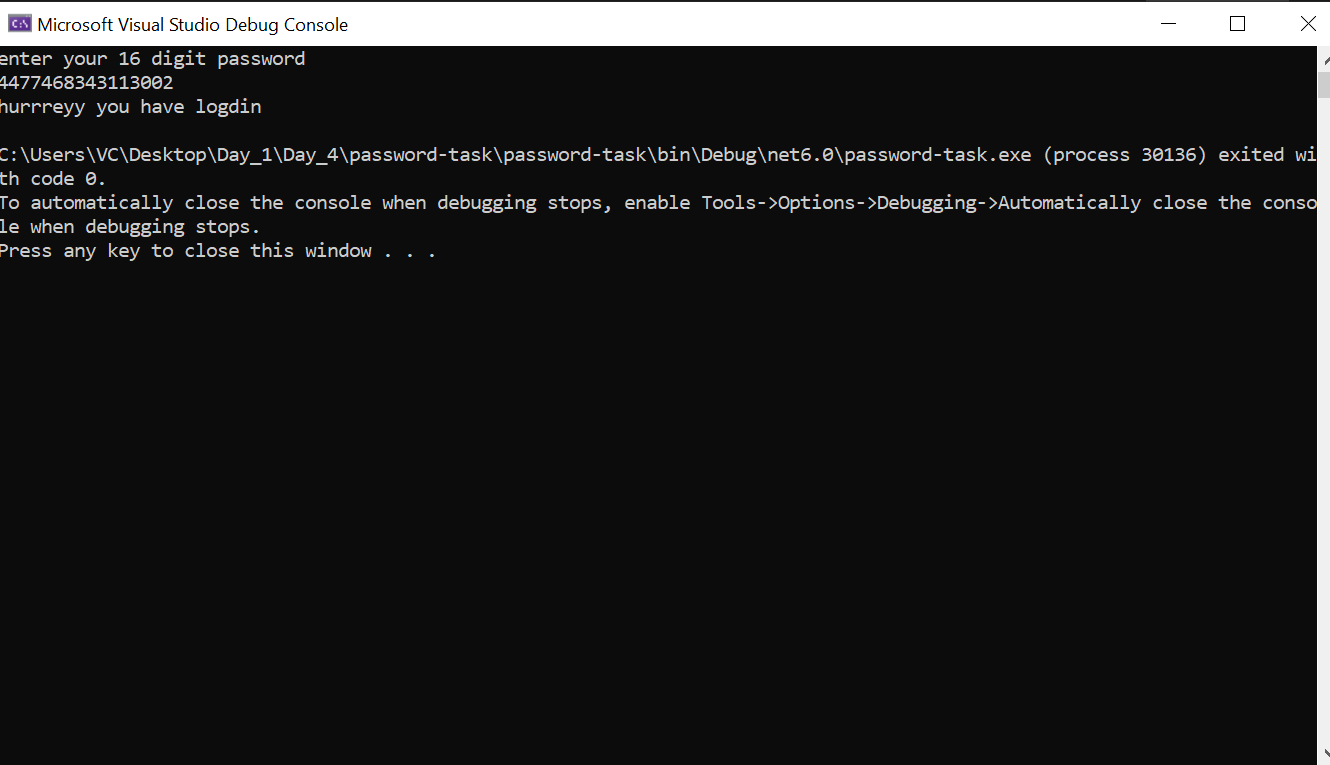 Microsoft Visual Studio Debug Console
enter your 16 digit password
4477468343113002
hurrreyy you have logdin
C:\Users\VC\Desktop\Day_1\Day_4\password-task\password-task\bin\Debug\net6.0\password-task.exe (process 30136) exited wi
th code 0.
To automatically close the console when debugging stops, enable Tools->Options->Debugging->Automatically close the conso
le when debugging stops.
Press any key to close this window . . .